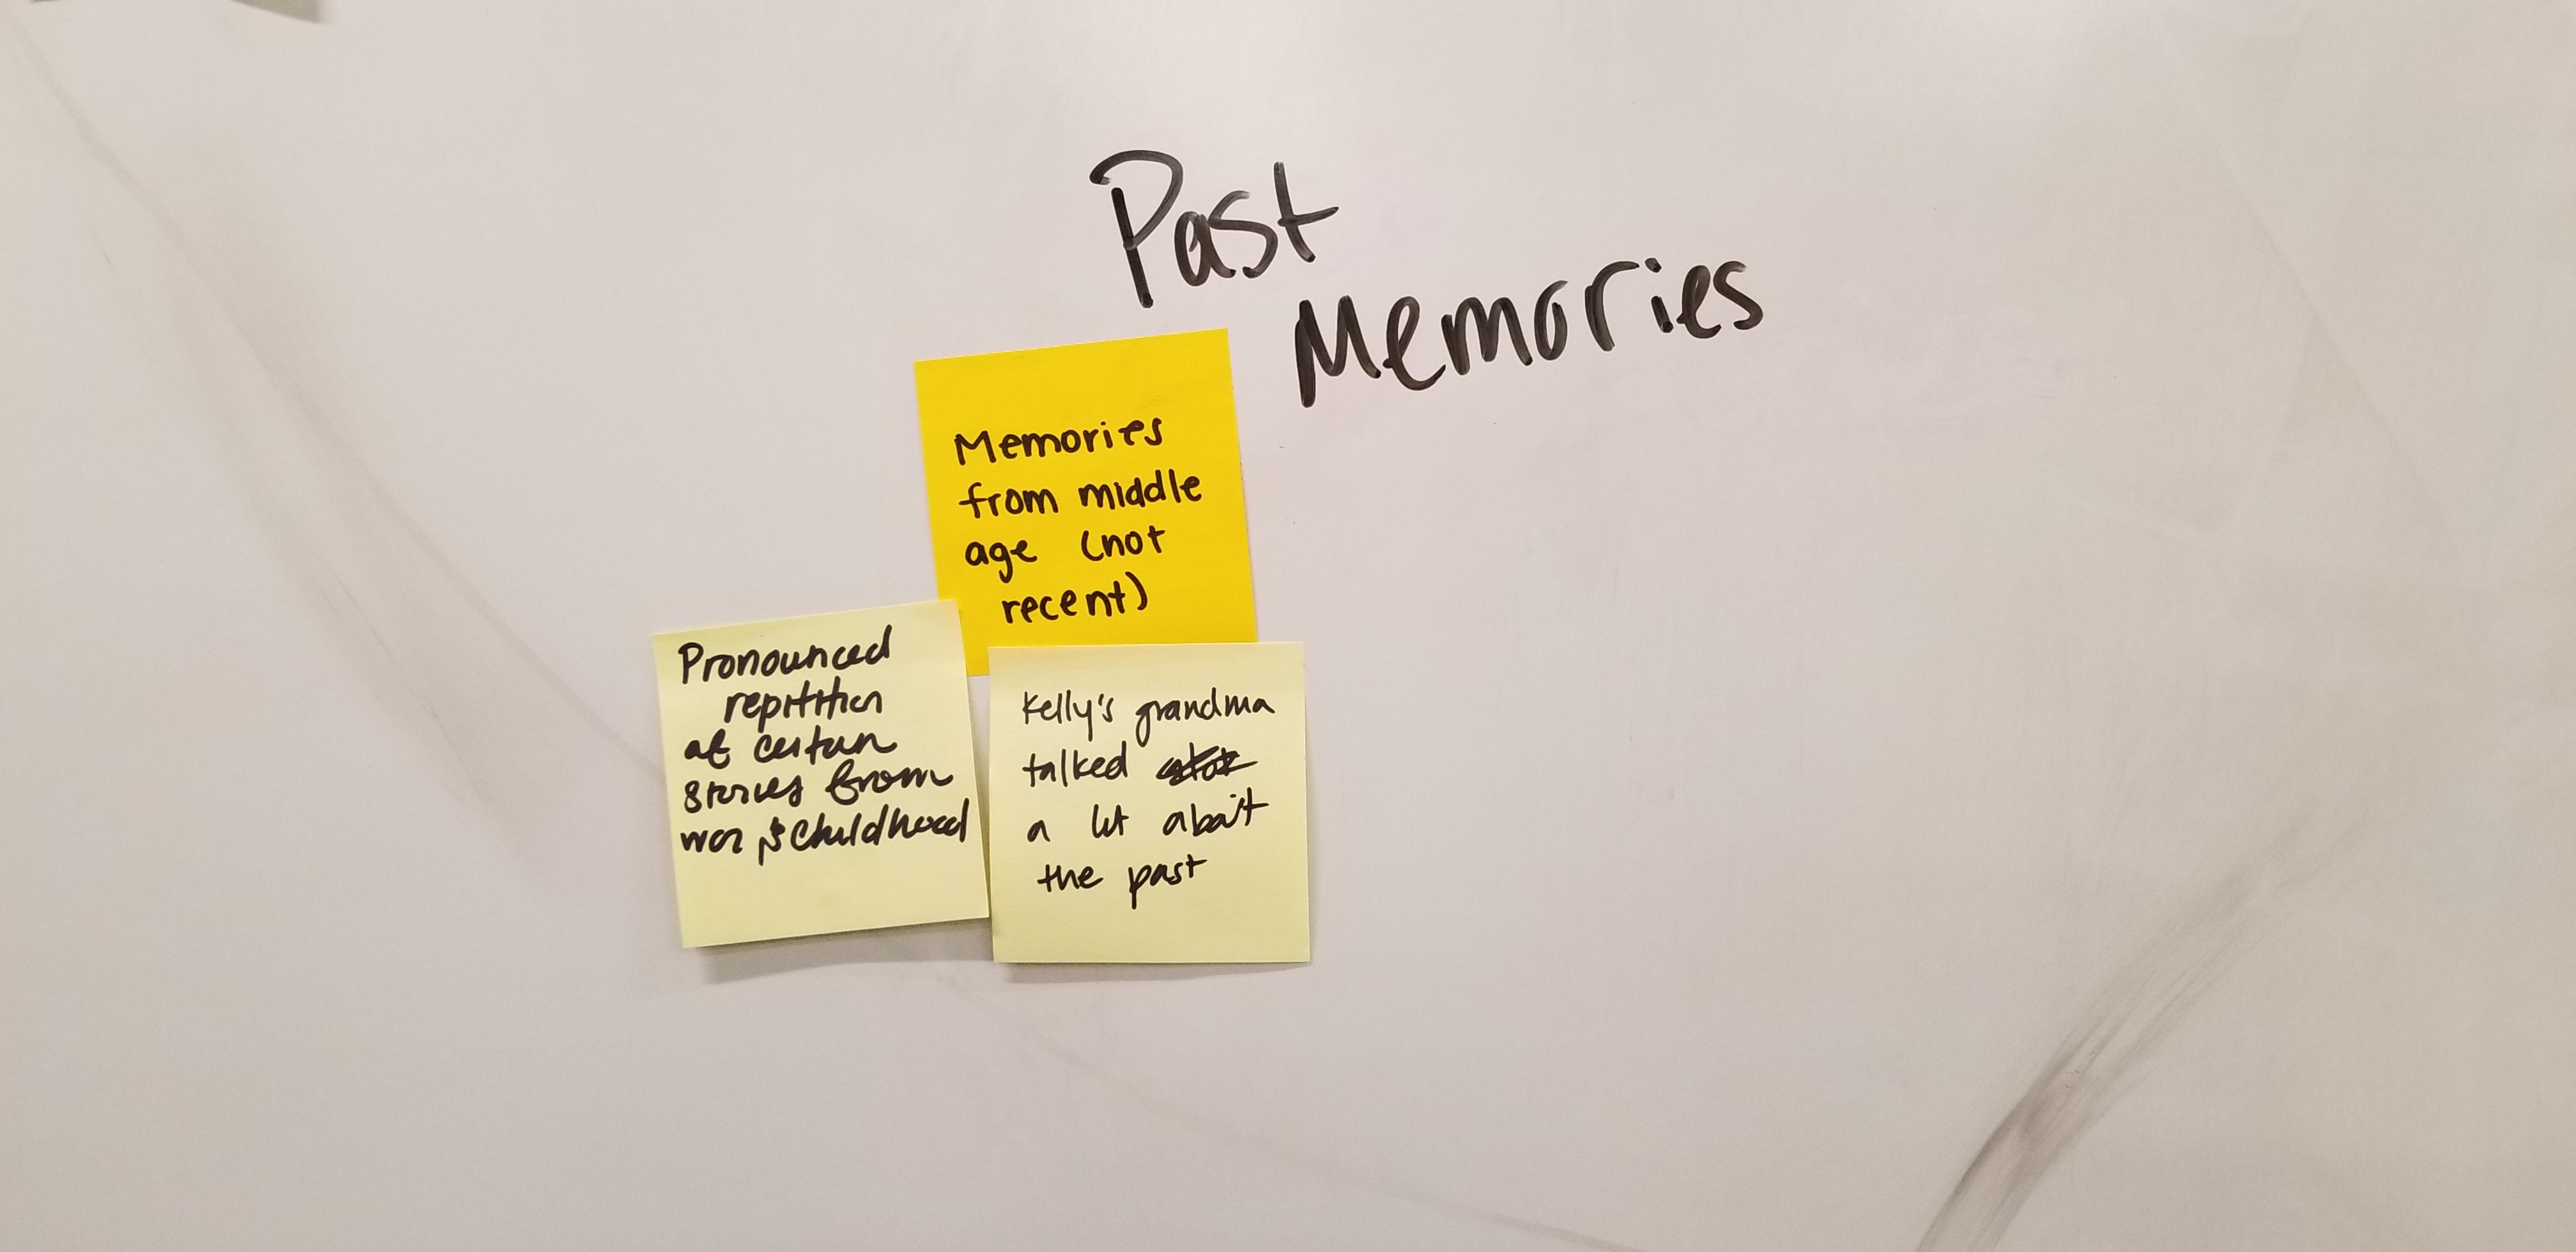 Past
Memories
Memories
from middle
age (not
recent)
Pronounced
repitition
of certain
stories from
war & childhood
Kelly's grandma
talked
a lot about
the past